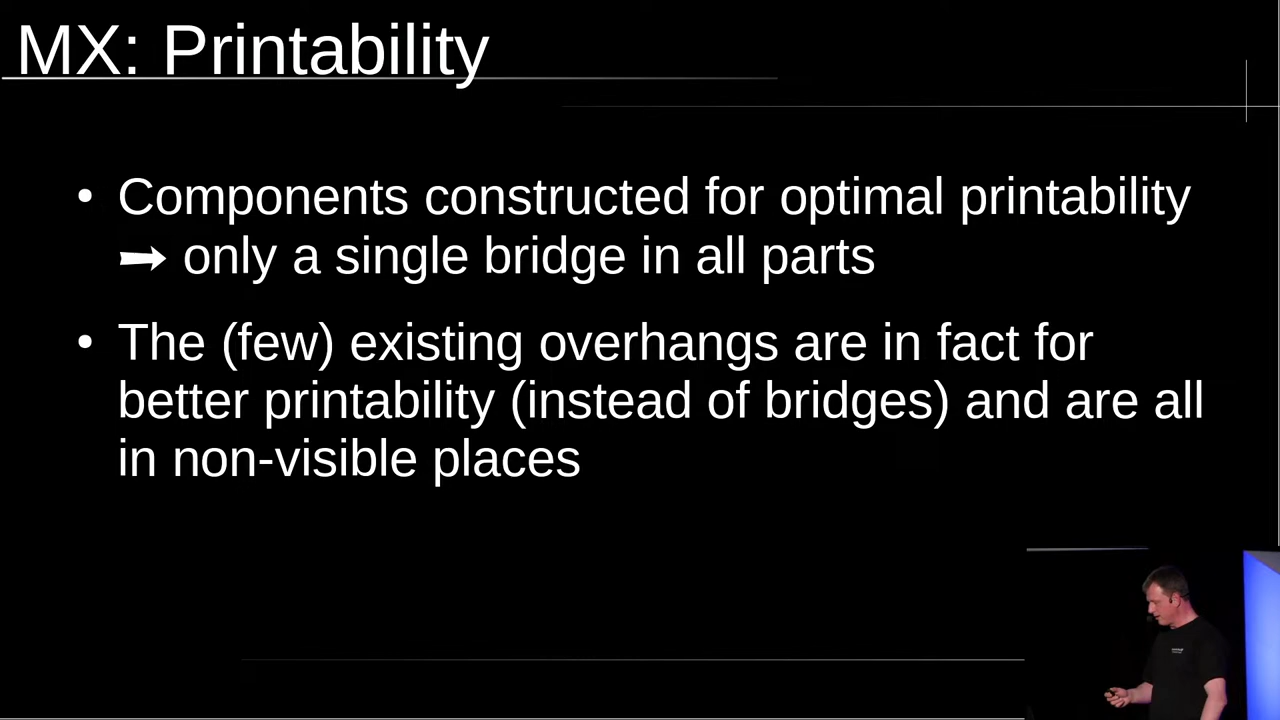 MX: Printability
• Components constructed for optimal printability
➡ only a single bridge in all parts
• The (few) existing overhangs are in fact for
better printability (instead of bridges) and are all
in non-visible places